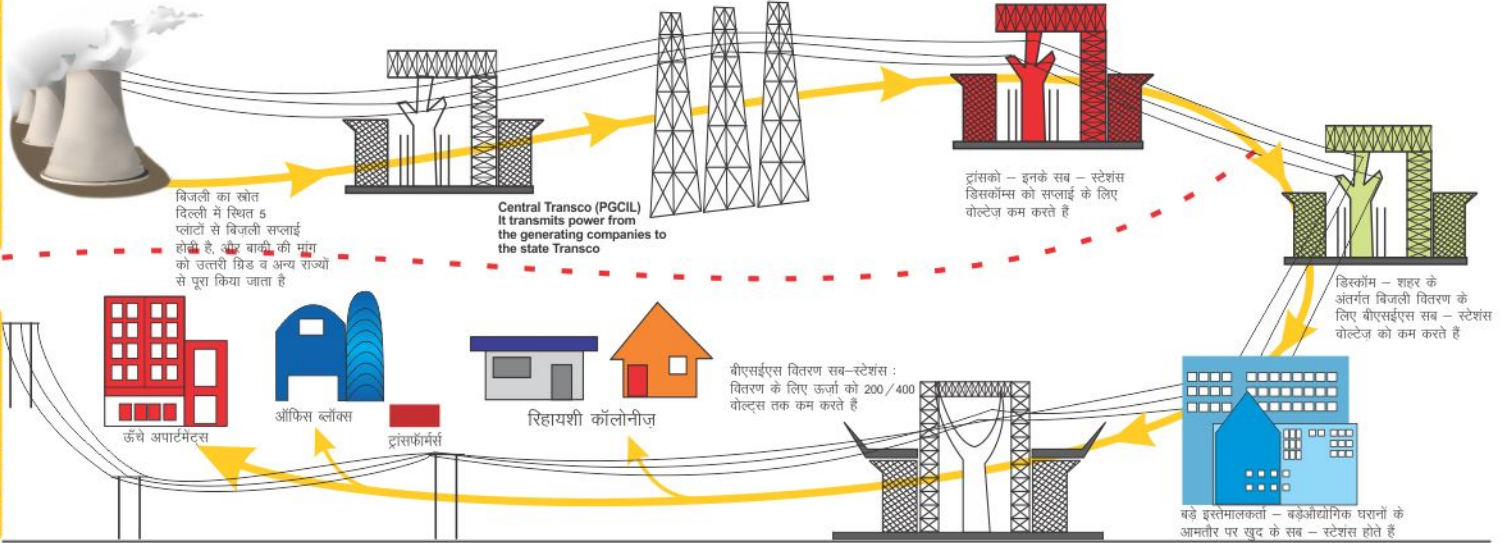 बिजली का स्रोत
दिल्ली में स्थित 5
प्लांटों से बिजली सप्लाई
होती है, और बाकी की मांग
को उत्तरी ग्रिड व अन्य राज्यों
से पूरा किया जाता है
Central Transco (PGCIL)
It transmits power from
the generating companies to
the state Transco
ट्रांसको – इनके सब – स्टेशंस
डिसकॉम्स को सप्लाई के लिए
वोल्टेज कम करते हैं
डिस्कॉम – शहर के
अंतर्गत बिजली वितरण के
लिए बीएसईएस सब – स्टेशंस
वोल्टेज़ को कम करते हैं
बड़े इस्तेमालकर्ता – बड़ेऔद्योगिक घरानों के
आमतौर पर खुद के सब – स्टेशंस होते हैं
बीएसईएस वितरण सब–स्टेशंस :
वितरण के लिए ऊर्जा को 200/400
वोल्ट्स तक कम करते हैं
रिहायशी कॉलोनीज़
ट्रांसफॉर्मर्स
ऑफिस ब्लॉक्स
ऊँचे अपार्टमेंट्स